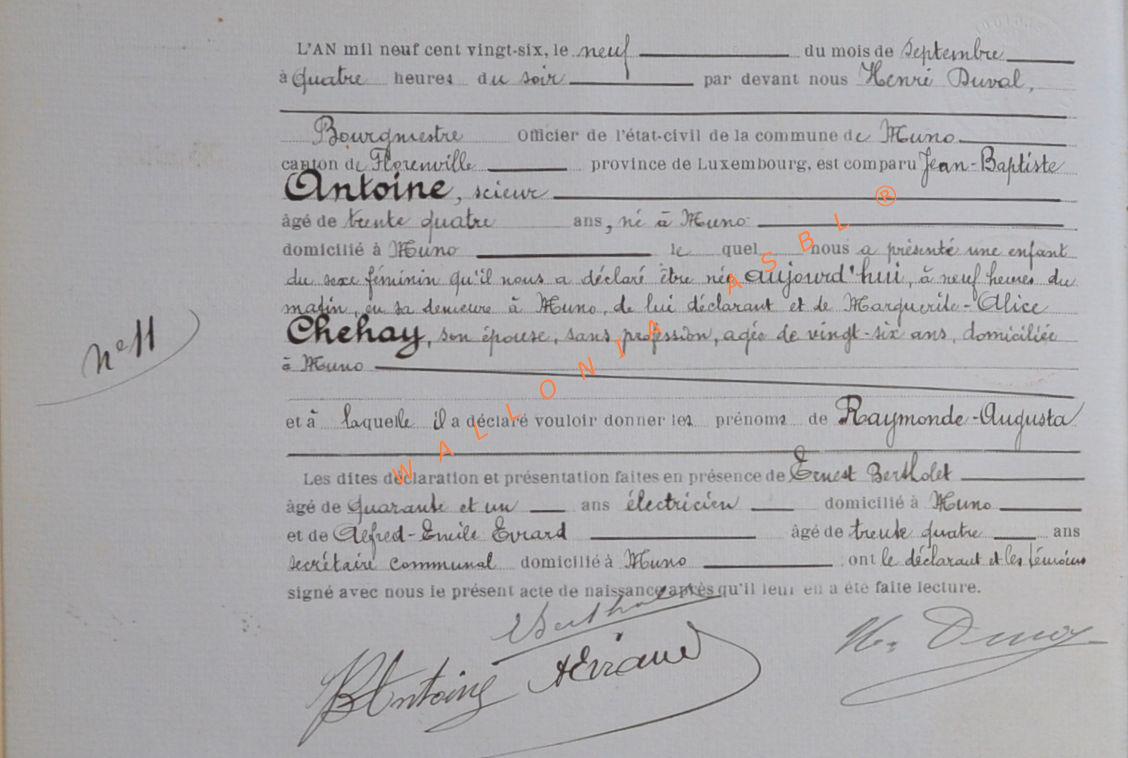 L'AN mil neuf cent vingt-six, le neuf du mois de Septembre
à quatre heures du soir par devant nous Henri Duval,
Bourgmestre Officier de l'état-civil de la commune de Muno
canton de Florenville province de Luxembourg, est comparu Jean-Baptiste
Antoine, scieur
âgé de trente quatre ans, né à Muno
domicilié à Muno le quel nous a présenté une enfant
du sexe féminin qu'il nous a déclaré être née aujourd'hui, à neuf heures du
matin, en sa demeure à Muno, de lui déclarant et de Marguerite-Alice
Chehay, son épouse, sans profession, agée de vingt-six ans, domiciliée
à Muno
n° 11
et à laquelle il a déclaré vouloir donner les prénoms de Raymonde-Augusta
Les dites déclaration et présentation faites en présence de Ernest Bertholet
âgé de quarante et un ans électricien domicilié à Muno
et de Alfred-Emile Evrard âgé de trente quatre ans
secrétaire communal domicilié à Muno ont le déclarant et les témoins
signé avec nous le présent acte de naissance après qu'il leur en a été faite lecture.
JBAntoine AEvrard
WALLONIA ASBL ®